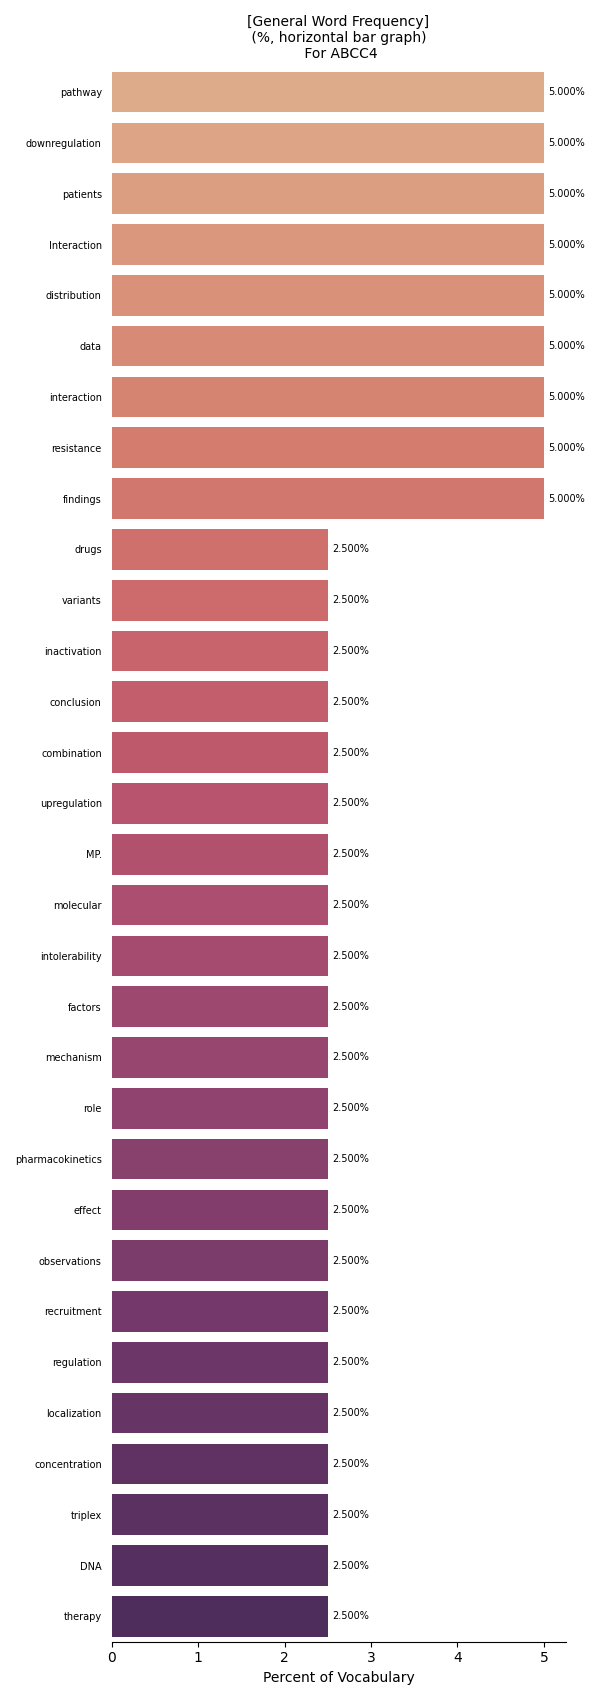 [General Word Frequency]
(%, horizontal bar graph)
For ABCC4
pathway 5.000%
downregulation 5.000%
patients 5.000%
Interaction 5.000%
distribution 5.000%
data 5.000%
interaction 5.000%
resistance 5.000%
findings 5.000%
drugs 2.500%
variants 2.500%
inactivation 2.500%
conclusion 2.500%
combination 2.500%
upregulation 2.500%
MP. 2.500%
molecular 2.500%
intolerability 2.500%
factors 2.500%
mechanism 2.500%
role 2.500%
pharmacokinetics 2.500%
effect 2.500%
observations 2.500%
recruitment 2.500%
regulation 2.500%
localization 2.500%
concentration 2.500%
triplex 2.500%
DNA 2.500%
therapy 2.500%
0 1 2 3 4 5
Percent of Vocabulary